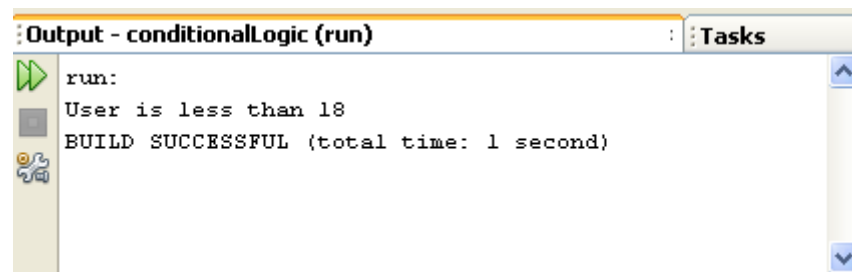 Output - conditionalLogic (run)
Tasks
run:
User is less than 18
BUILD SUCCESSFUL (total time: 1 second)